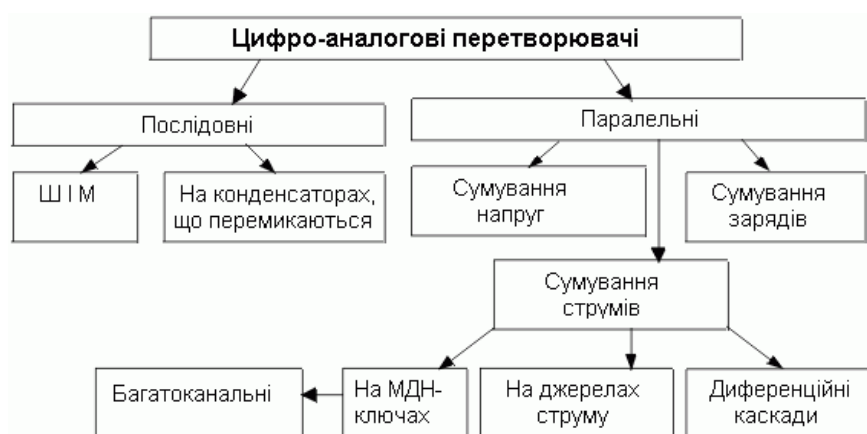 Цифро-аналогові перетворювачі
Послідовні
Паралельні
Ш І М
На конденсаторах,
що перемикаються
Сумування
напруг
Сумування
зарядів
Сумування
струмів
Багатоканальні
На МДН-
ключах
На джерелах
струму
Диференційні
каскади